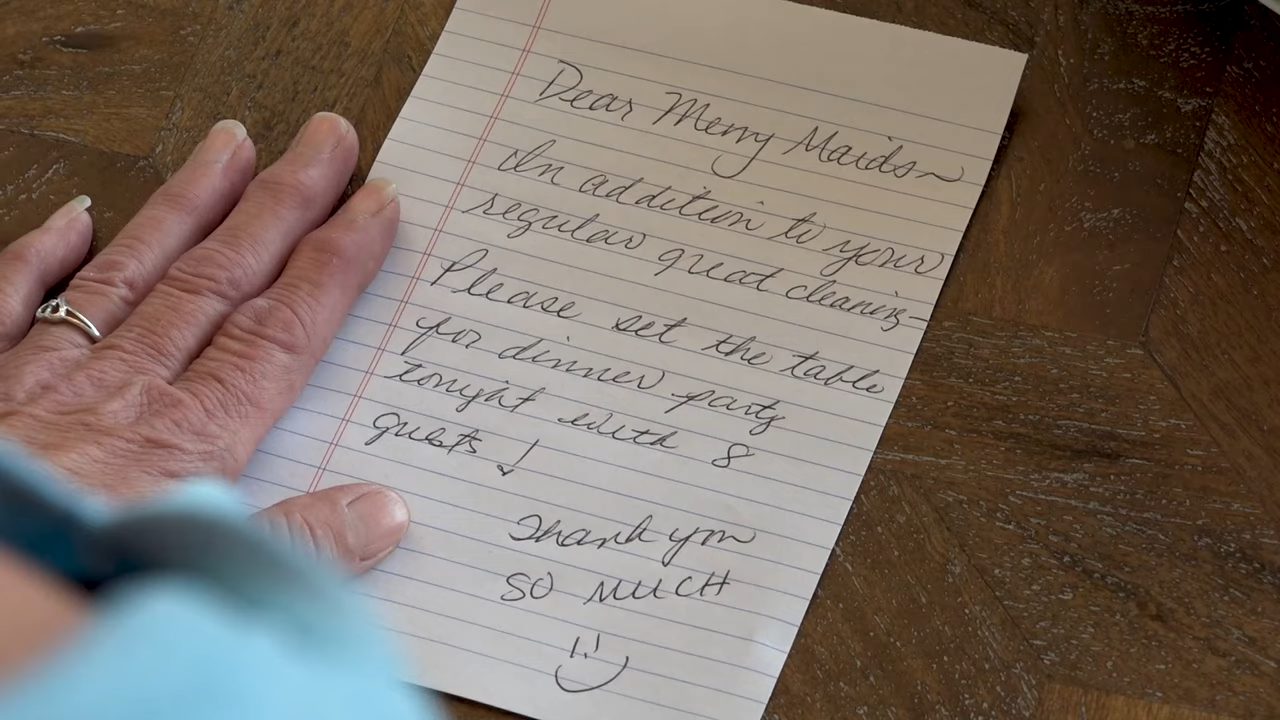 Dear Merry Maids~
In addition to your
regular great cleaning-
Please set the table
for dinner party
tonight with 8
guests!
Thank you
SO MUCH